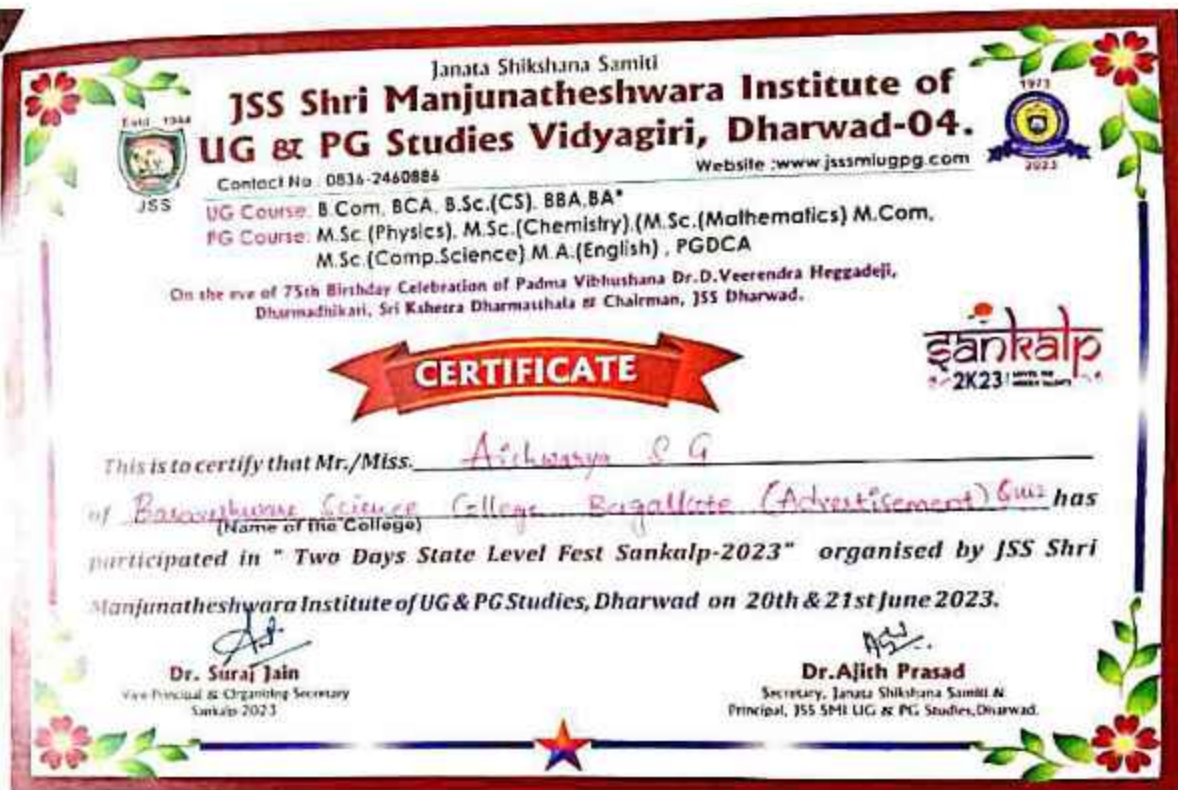 Janata Shikshana Samiti
JSS Shri Manjunatheshwara Institute of
UG & PG Studies Vidyagiri, Dharwad-04.
Estd 1944
JSS
1973
2023
Contact No : 0836-2460886
Website :www.jsssmiugpg.com
UG Course: B.Com, BCA, B.Sc.(CS), BBA,BA*
PG Course: M.Sc.(Physics), M.Sc.(Chemistry).(M.Sc.(Mathematics) M.Com,
M.Sc.(Comp.Science) M.A.(English) , PGDCA
On the eve of 75th Birthday Celebration of Padma Vibhushana Dr.D.Veerendra Heggadeji,
Dharmadhikari, Sri Kshetra Dharmasthala & Chairman, JSS Dharwad.
CERTIFICATE
Sankalp
2K23
This is to certify that Mr./Miss. Aishwarya S G
of Basaveshwara Science College Bagalkote (Advertisement) Quiz has
(Name of the College)
participated in " Two Days State Level Fest Sankalp-2023" organised by JSS Shri
Manjunatheshwara Institute of UG & PG Studies, Dharwad on 20th & 21st June 2023.
Dr. Suraj Jain
Vice Principal & Organizing Secretary
Sankalp 2023
Dr.Ajith Prasad
Secretary, Janata Shikshana Samiti &
Principal, JSS SMI UG & PG Studies,Dharwad.